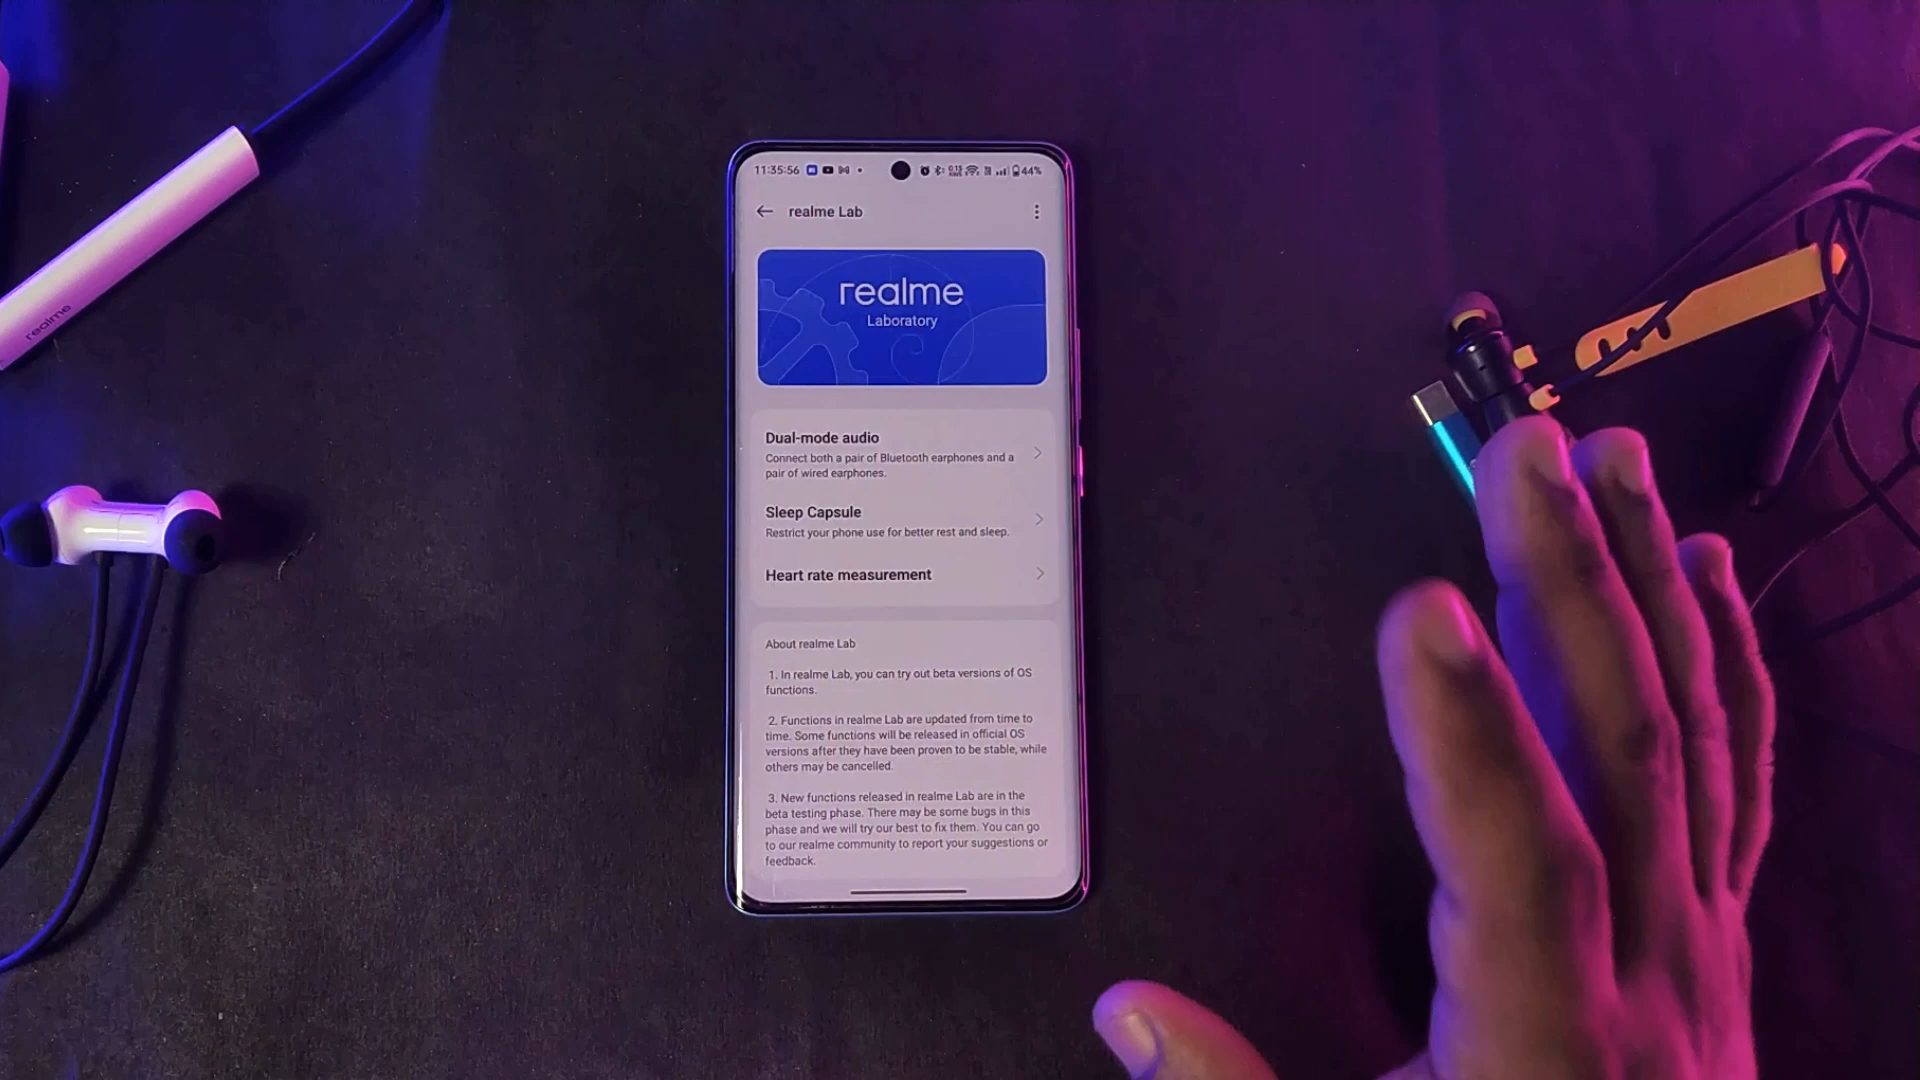 11:35:56
44%
realme Lab
realme
Laboratory
Dual-mode audio
Connect both a pair of Bluetooth earphones and a
pair of wired earphones.
Sleep Capsule
Restrict your phone use for better rest and sleep.
Heart rate measurement
About realme Lab
1. In realme Lab, you can try out beta versions of OS
functions.
2. Functions in realme Lab are updated from time to
time. Some functions will be released in official OS
versions after they have been proven to be stable, while
others may be cancelled.
3. New functions released in realme Lab are in the
beta testing phase. There may be some bugs in this
phase and we will try our best to fix them. You can go
to our realme community to report your suggestions or
feedback.
realme